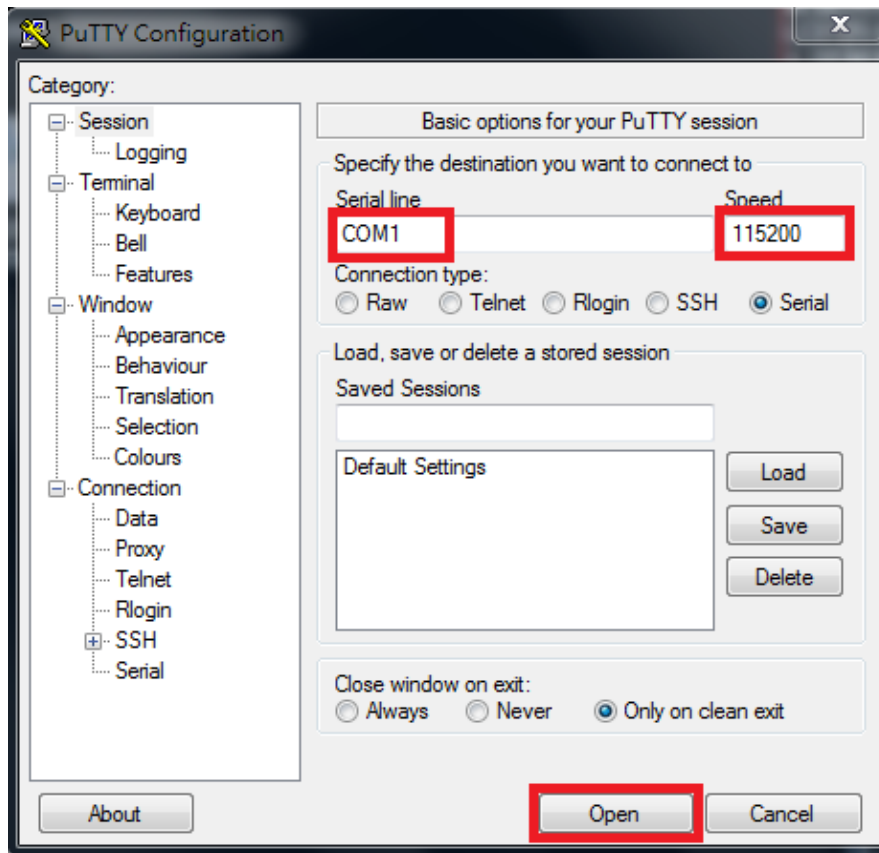 PuTTY Configuration
X
Category:
Session
Logging
Terminal
Keyboard
Bell
Features
Window
Appearance
Behaviour
Translation
Selection
Colours
Connection
Data
Proxy
Telnet
Rlogin
SSH
Serial
Basic options for your PuTTY session
Specify the destination you want to connect to
Serial line Speed
COM1 115200
Connection type:
Raw Telnet Rlogin SSH Serial
Load, save or delete a stored session
Saved Sessions
Default Settings
Load
Save
Delete
Close window on exit:
Always Never Only on clean exit
About Open Cancel